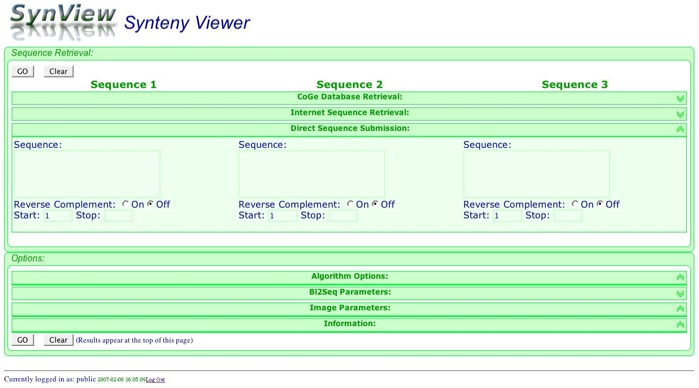 SynView Synteny Viewer
Sequence Retrieval:
GO Clear
Sequence 1 Sequence 2 Sequence 3
CoGe Database Retrieval:
Internet Sequence Retrieval:
Direct Sequence Submission:
Sequence: Sequence: Sequence:
Reverse Complement: On Off Reverse Complement: On Off Reverse Complement: On Off
Start: 1 Stop: Start: 1 Stop: Start: 1 Stop:
Options:
Algorithm Options:
Bl2Seq Parameters:
Image Parameters:
Information:
GO Clear (Results appear at the top of this page)
Currently logged in as: public 2007-02-08 16:05:09 Log Out